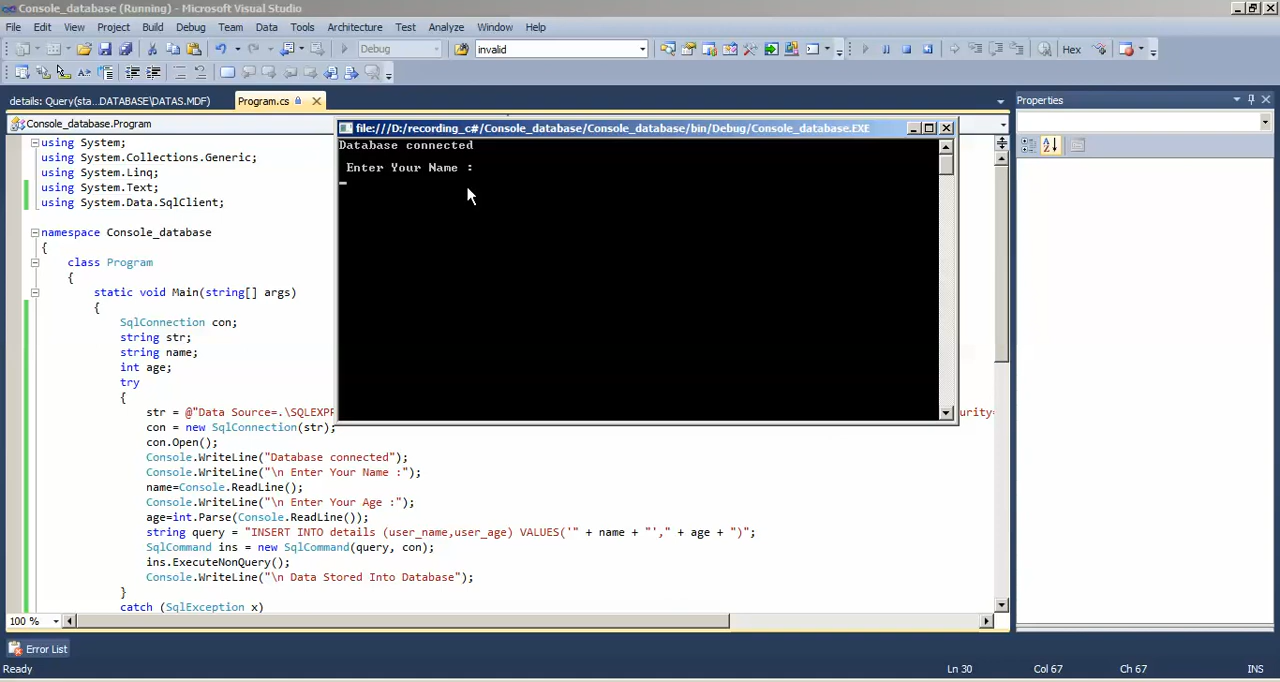 Console_database (Running) - Microsoft Visual Studio
File Edit View Project Build Debug Team Data Tools Architecture Test Analyze Window Help
Debug invalid Hex
details: Query(sta...DATABASE\DATAS.MDF) Program.cs Properties
Console_database.Program
file:///D:/recording_c#/Console_database/Console_database/bin/Debug/Console_database.EXE
Database connected
Enter Your Name :
using System;
using System.Collections.Generic;
using System.Linq;
using System.Text;
using System.Data.SqlClient;
namespace Console_database
{
class Program
{
static void Main(string[] args)
{
SqlConnection con;
string str;
string name;
int age;
try
{
str = @"Data Source=.\SQLEXPR urity=
con = new SqlConnection(str);
con.Open();
Console.WriteLine("Database connected");
Console.WriteLine("\n Enter Your Name :");
name=Console.ReadLine();
Console.WriteLine("\n Enter Your Age :");
age=int.Parse(Console.ReadLine());
string query = "INSERT INTO details (user_name,user_age) VALUES('" + name + "'," + age + ")";
SqlCommand ins = new SqlCommand(query, con);
ins.ExecuteNonQuery();
Console.WriteLine("\n Data Stored Into Database");
}
catch (SqlException x)
100 %
Error List
Ready Ln 30 Col 67 Ch 67 INS